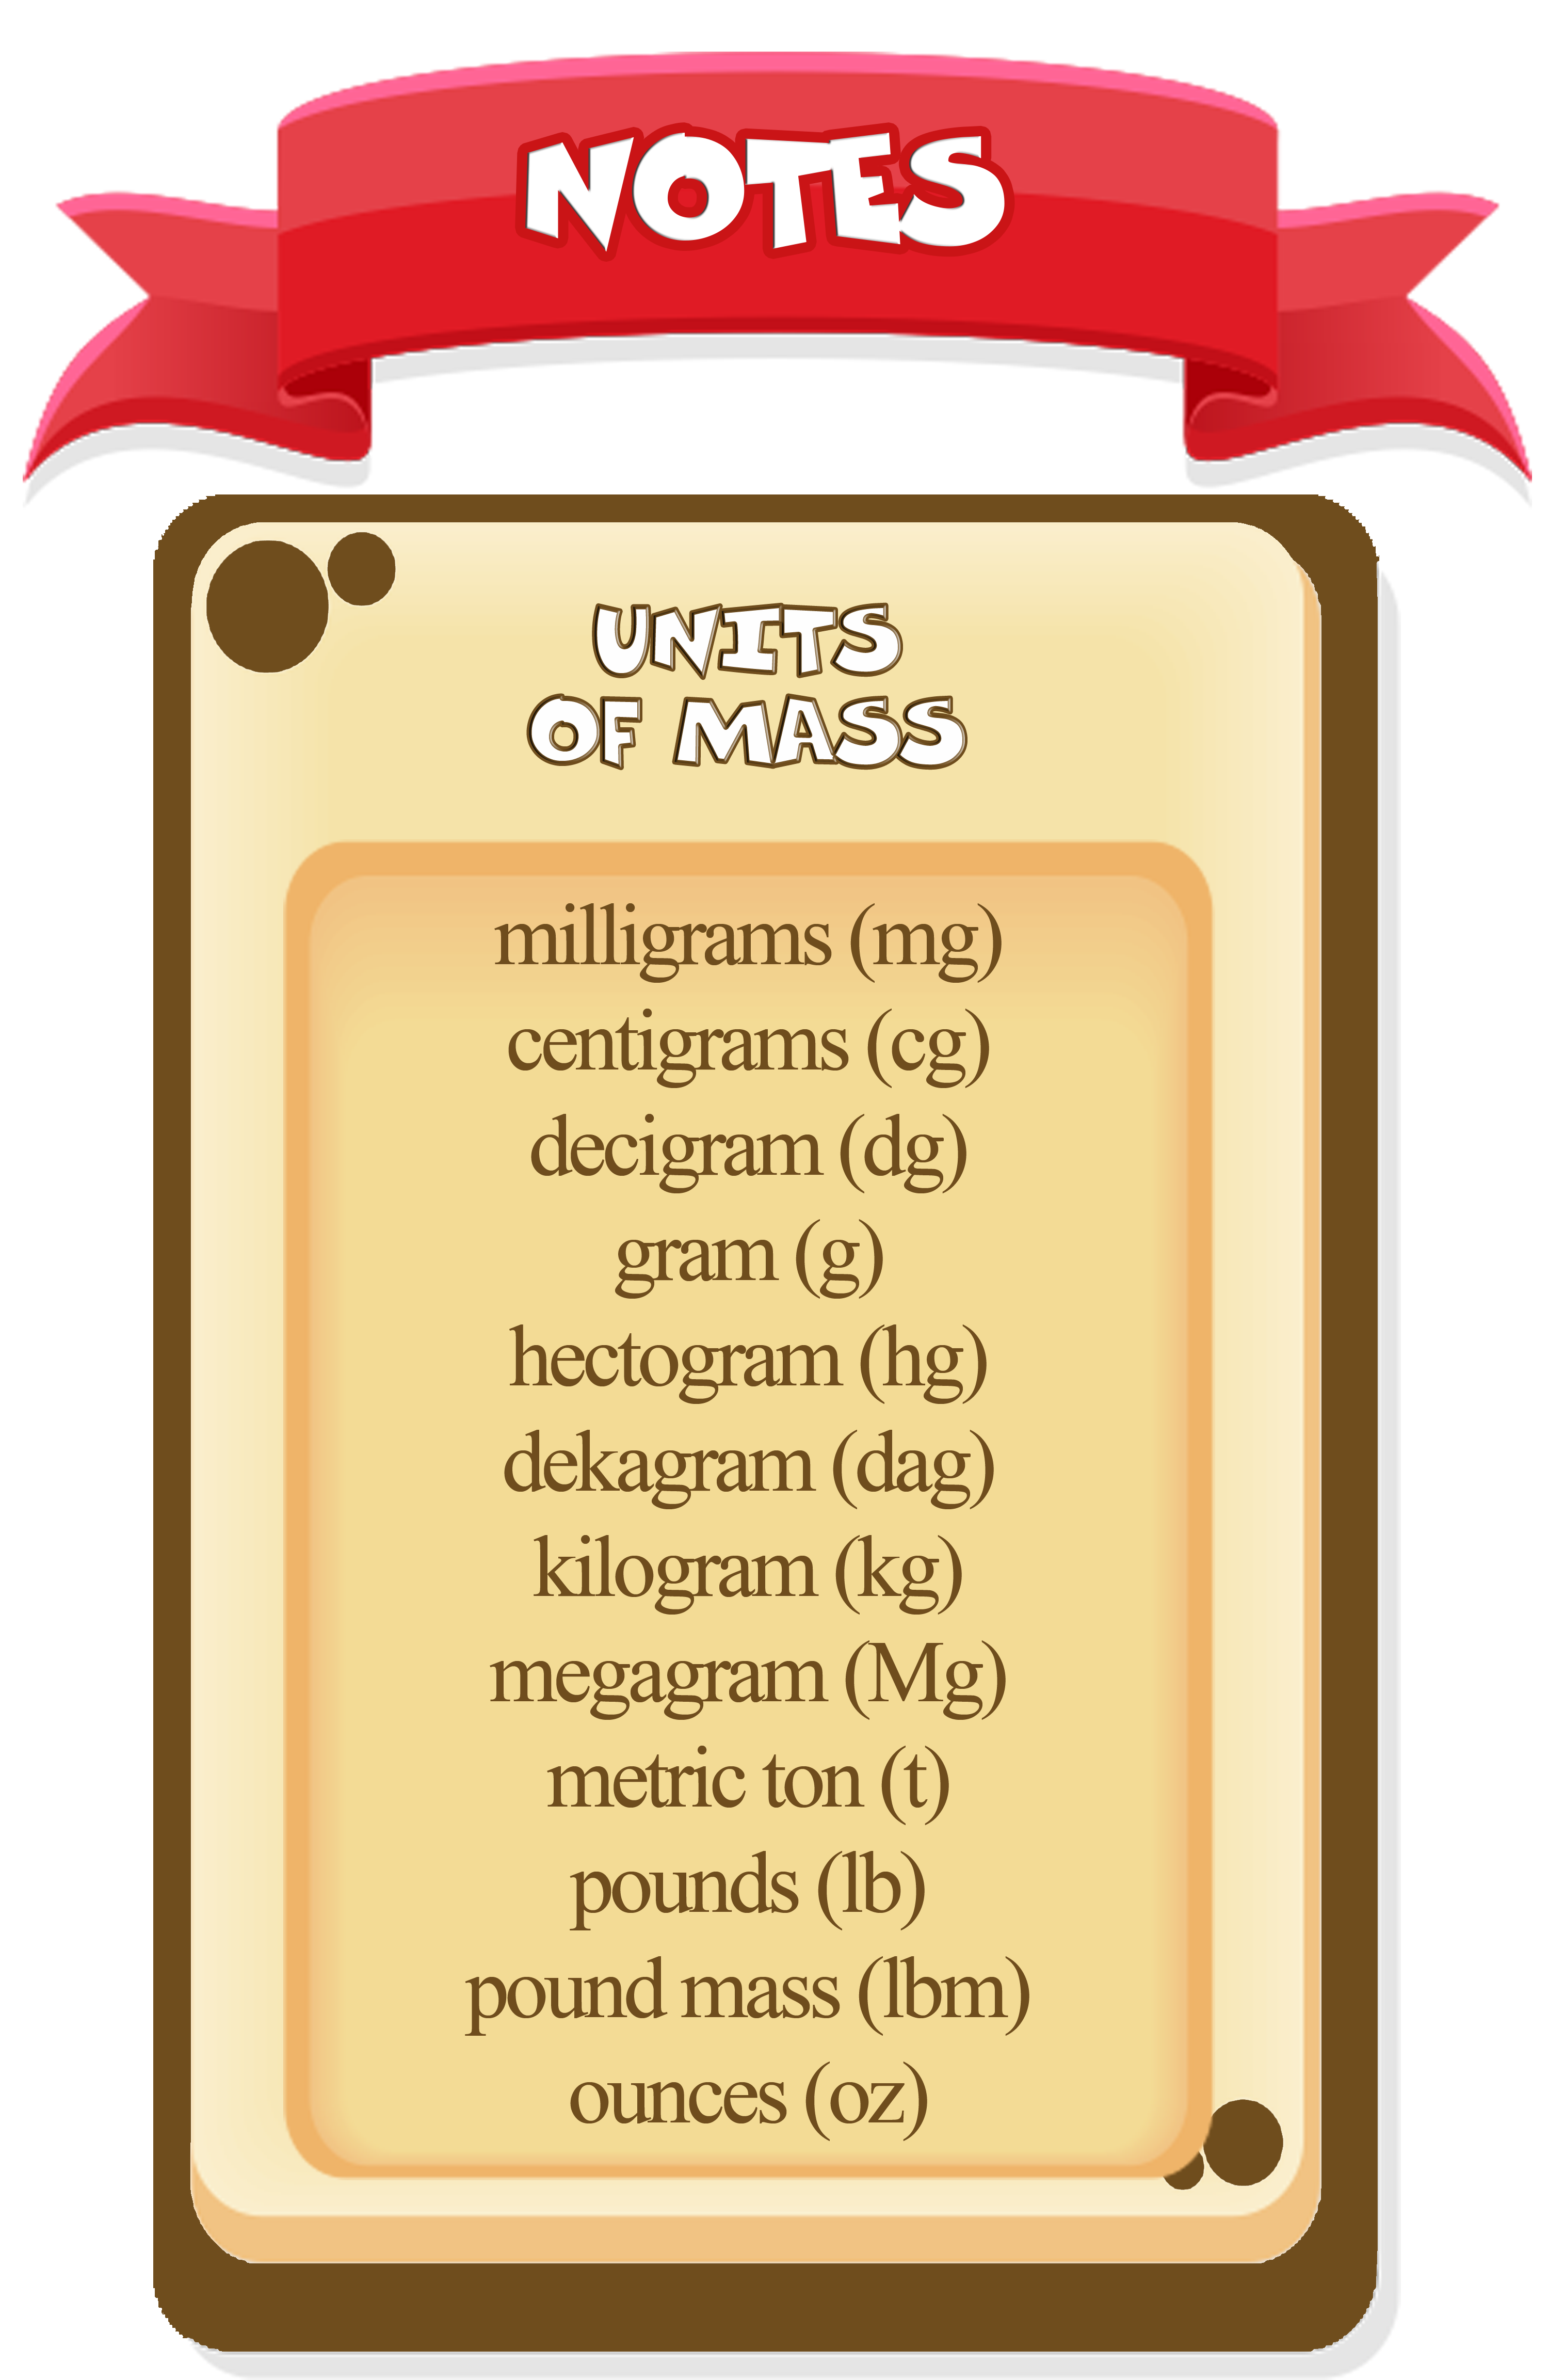 NOTES
UNITS
OF MASS
milligrams (mg)
centigrams (cg)
decigram (dg)
gram (g)
hectogram (hg)
dekagram (dag)
kilogram (kg)
megagram (Mg)
metric ton (t)
pounds (lb)
pound mass (lbm)
ounces (oz)